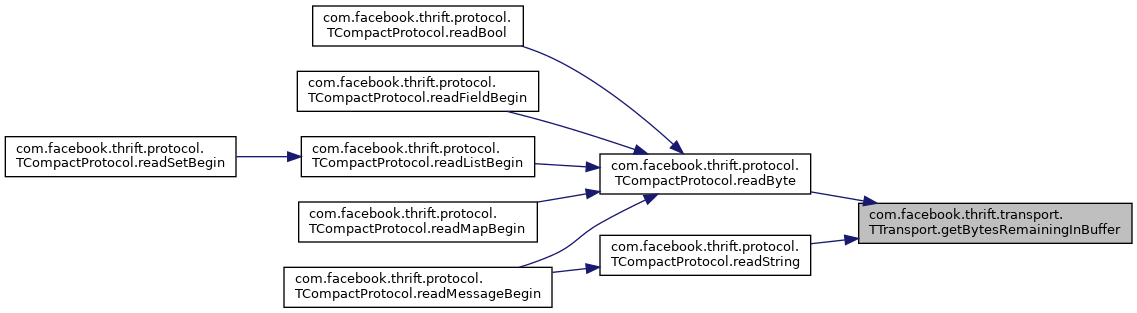 com.facebook.thrift.protocol.
TCompactProtocol.readBool
com.facebook.thrift.protocol.
TCompactProtocol.readFieldBegin
com.facebook.thrift.protocol.
TCompactProtocol.readSetBegin
com.facebook.thrift.protocol.
TCompactProtocol.readListBegin
com.facebook.thrift.protocol.
TCompactProtocol.readByte
com.facebook.thrift.protocol.
TCompactProtocol.readMapBegin
com.facebook.thrift.transport.
TTransport.getBytesRemainingInBuffer
com.facebook.thrift.protocol.
TCompactProtocol.readString
com.facebook.thrift.protocol.
TCompactProtocol.readMessageBegin